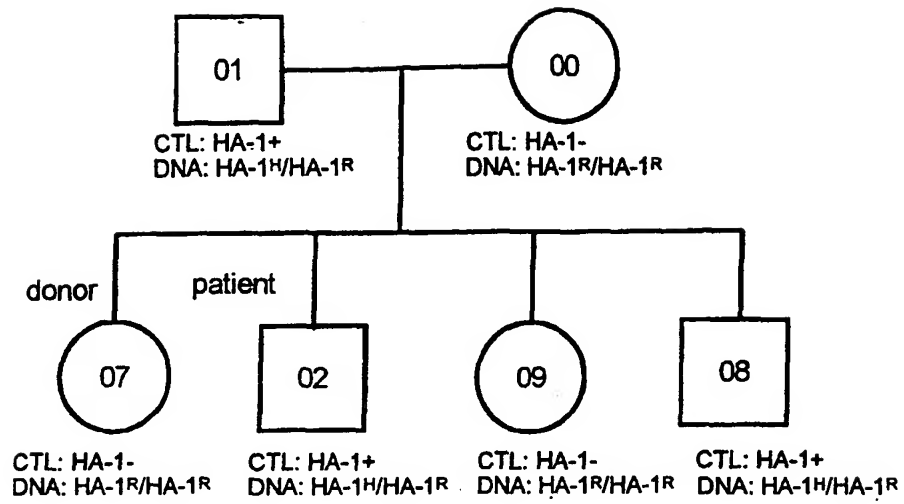 01
00
CTL: HA-1+
DNA: HA-1H/HA-1R
CTL: HA-1-
DNA: HA-1R/HA-1R
donor
patient
07
02
09
08
CTL: HA-1-
DNA: HA-1R/HA-1R
CTL: HA-1+
DNA: HA-1H/HA-1R
CTL: HA-1-
DNA: HA-1R/HA-1R
CTL: HA-1+
DNA: HA-1H/HA-1R